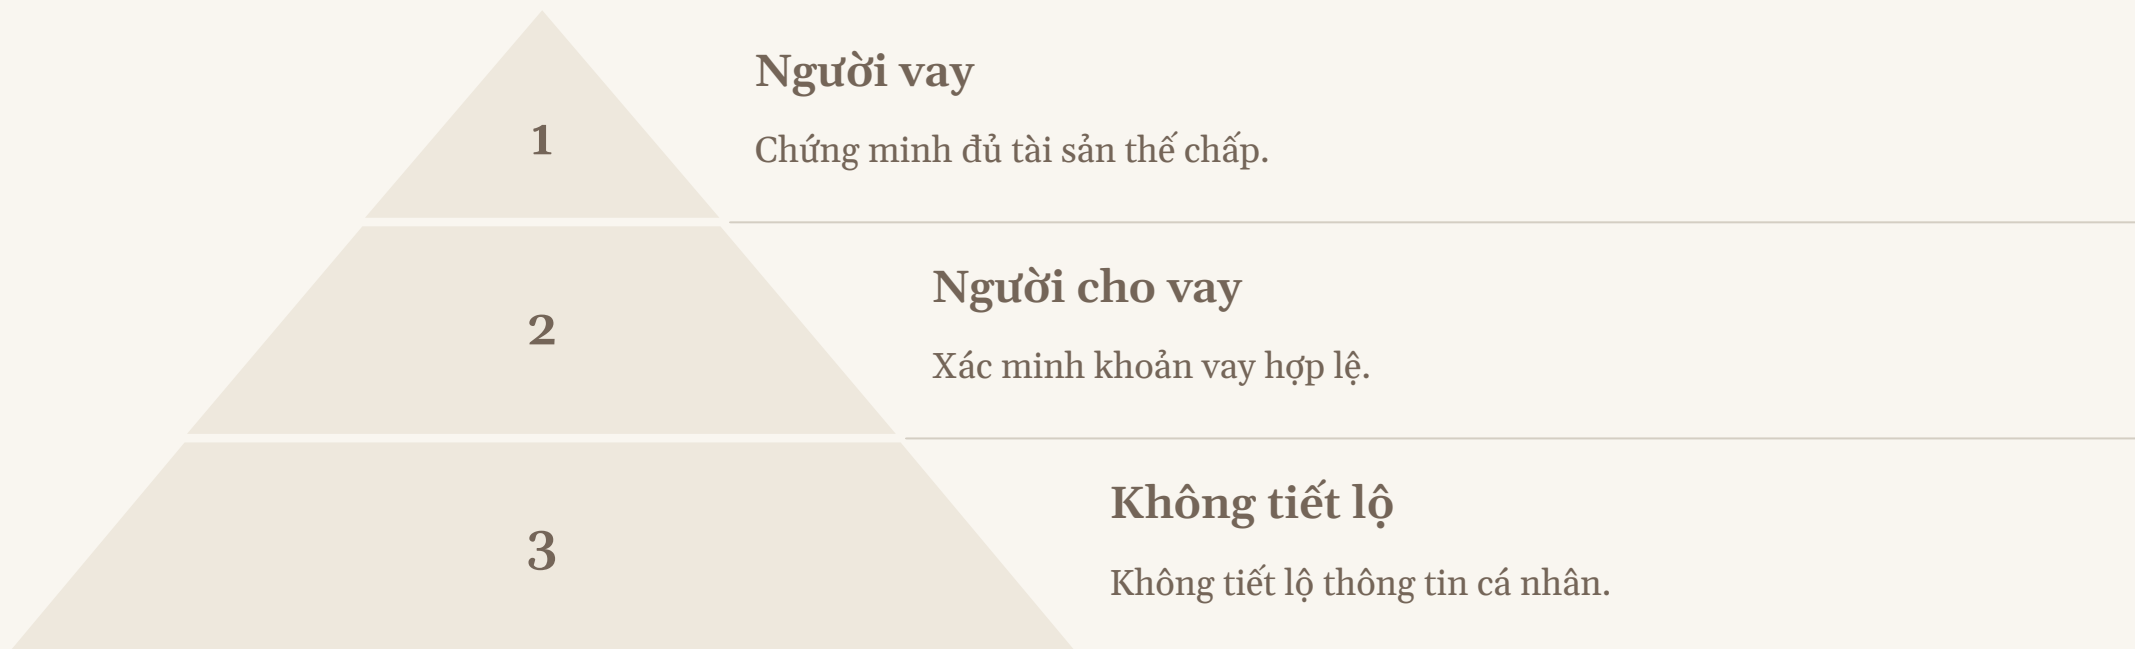 1
Người vay
Chứng minh đủ tài sản thế chấp.
2
Người cho vay
Xác minh khoản vay hợp lệ.
3
Không tiết lộ
Không tiết lộ thông tin cá nhân.